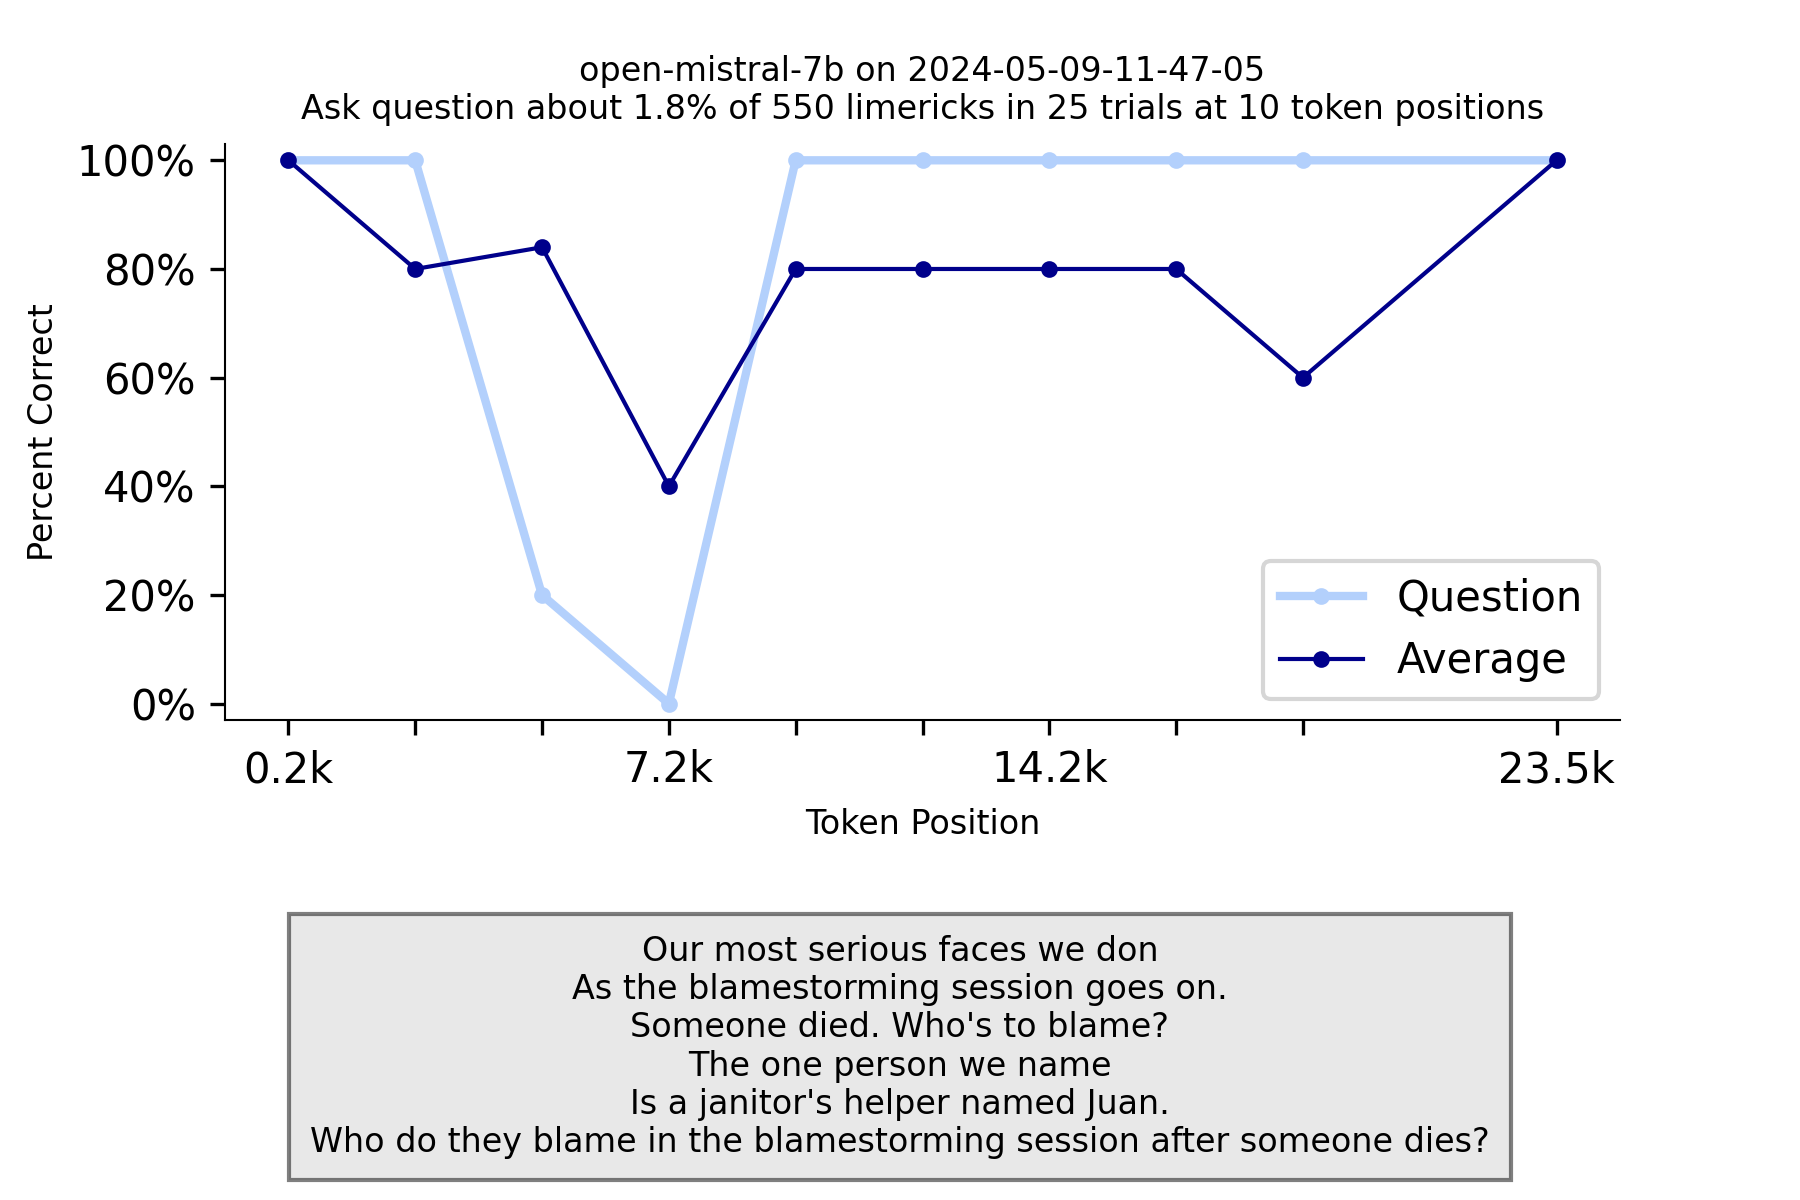 open-mistral-7b on 2024-05-09-11-47-05
Ask question about 1.8% of 550 limericks in 25 trials at 10 token positions
100%
80%
60%
40%
20%
0%
Percent Correct
Question
Average
0.2k 7.2k 14.2k 23.5k
Token Position
Our most serious faces we don
As the blamestorming session goes on.
Someone died. Who's to blame?
The one person we name
Is a janitor's helper named Juan.
Who do they blame in the blamestorming session after someone dies?